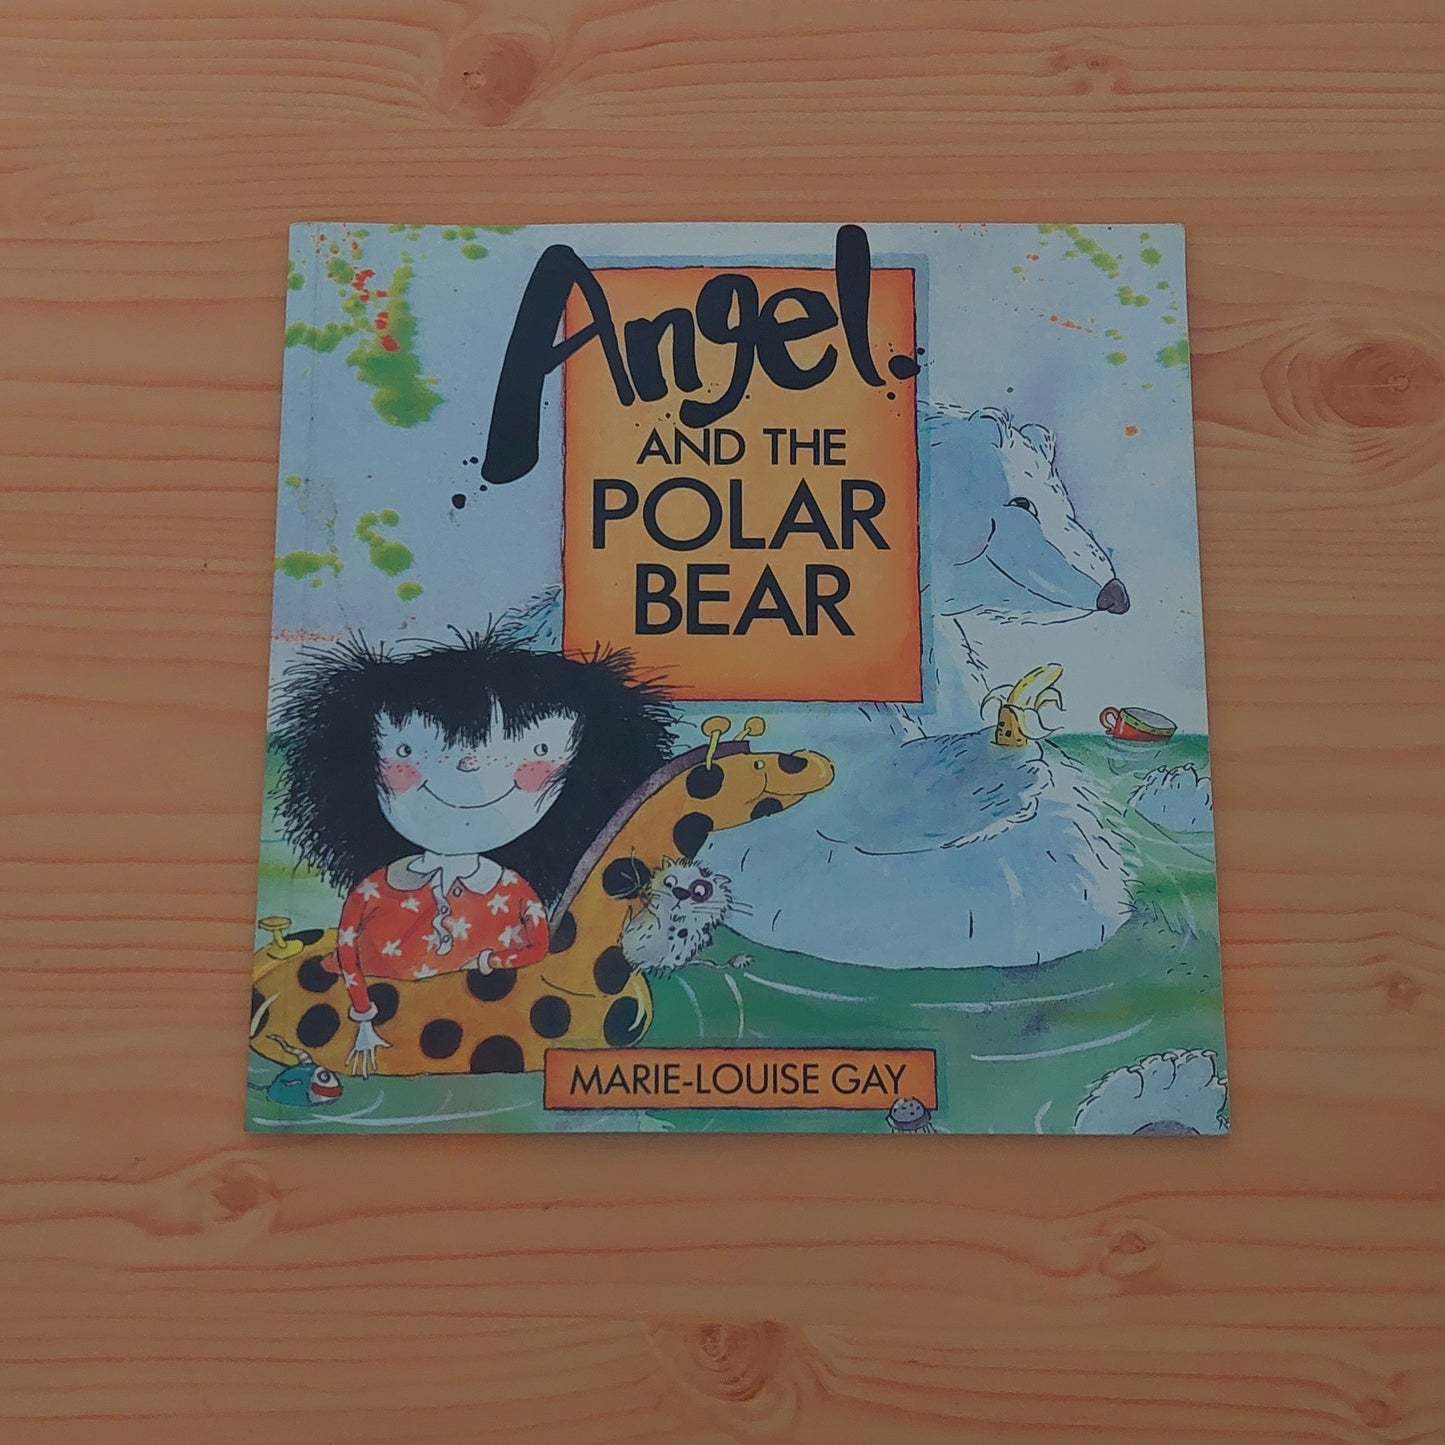 Angel
AND THE
POLAR
BEAR
MARIE-LOUISE GAY